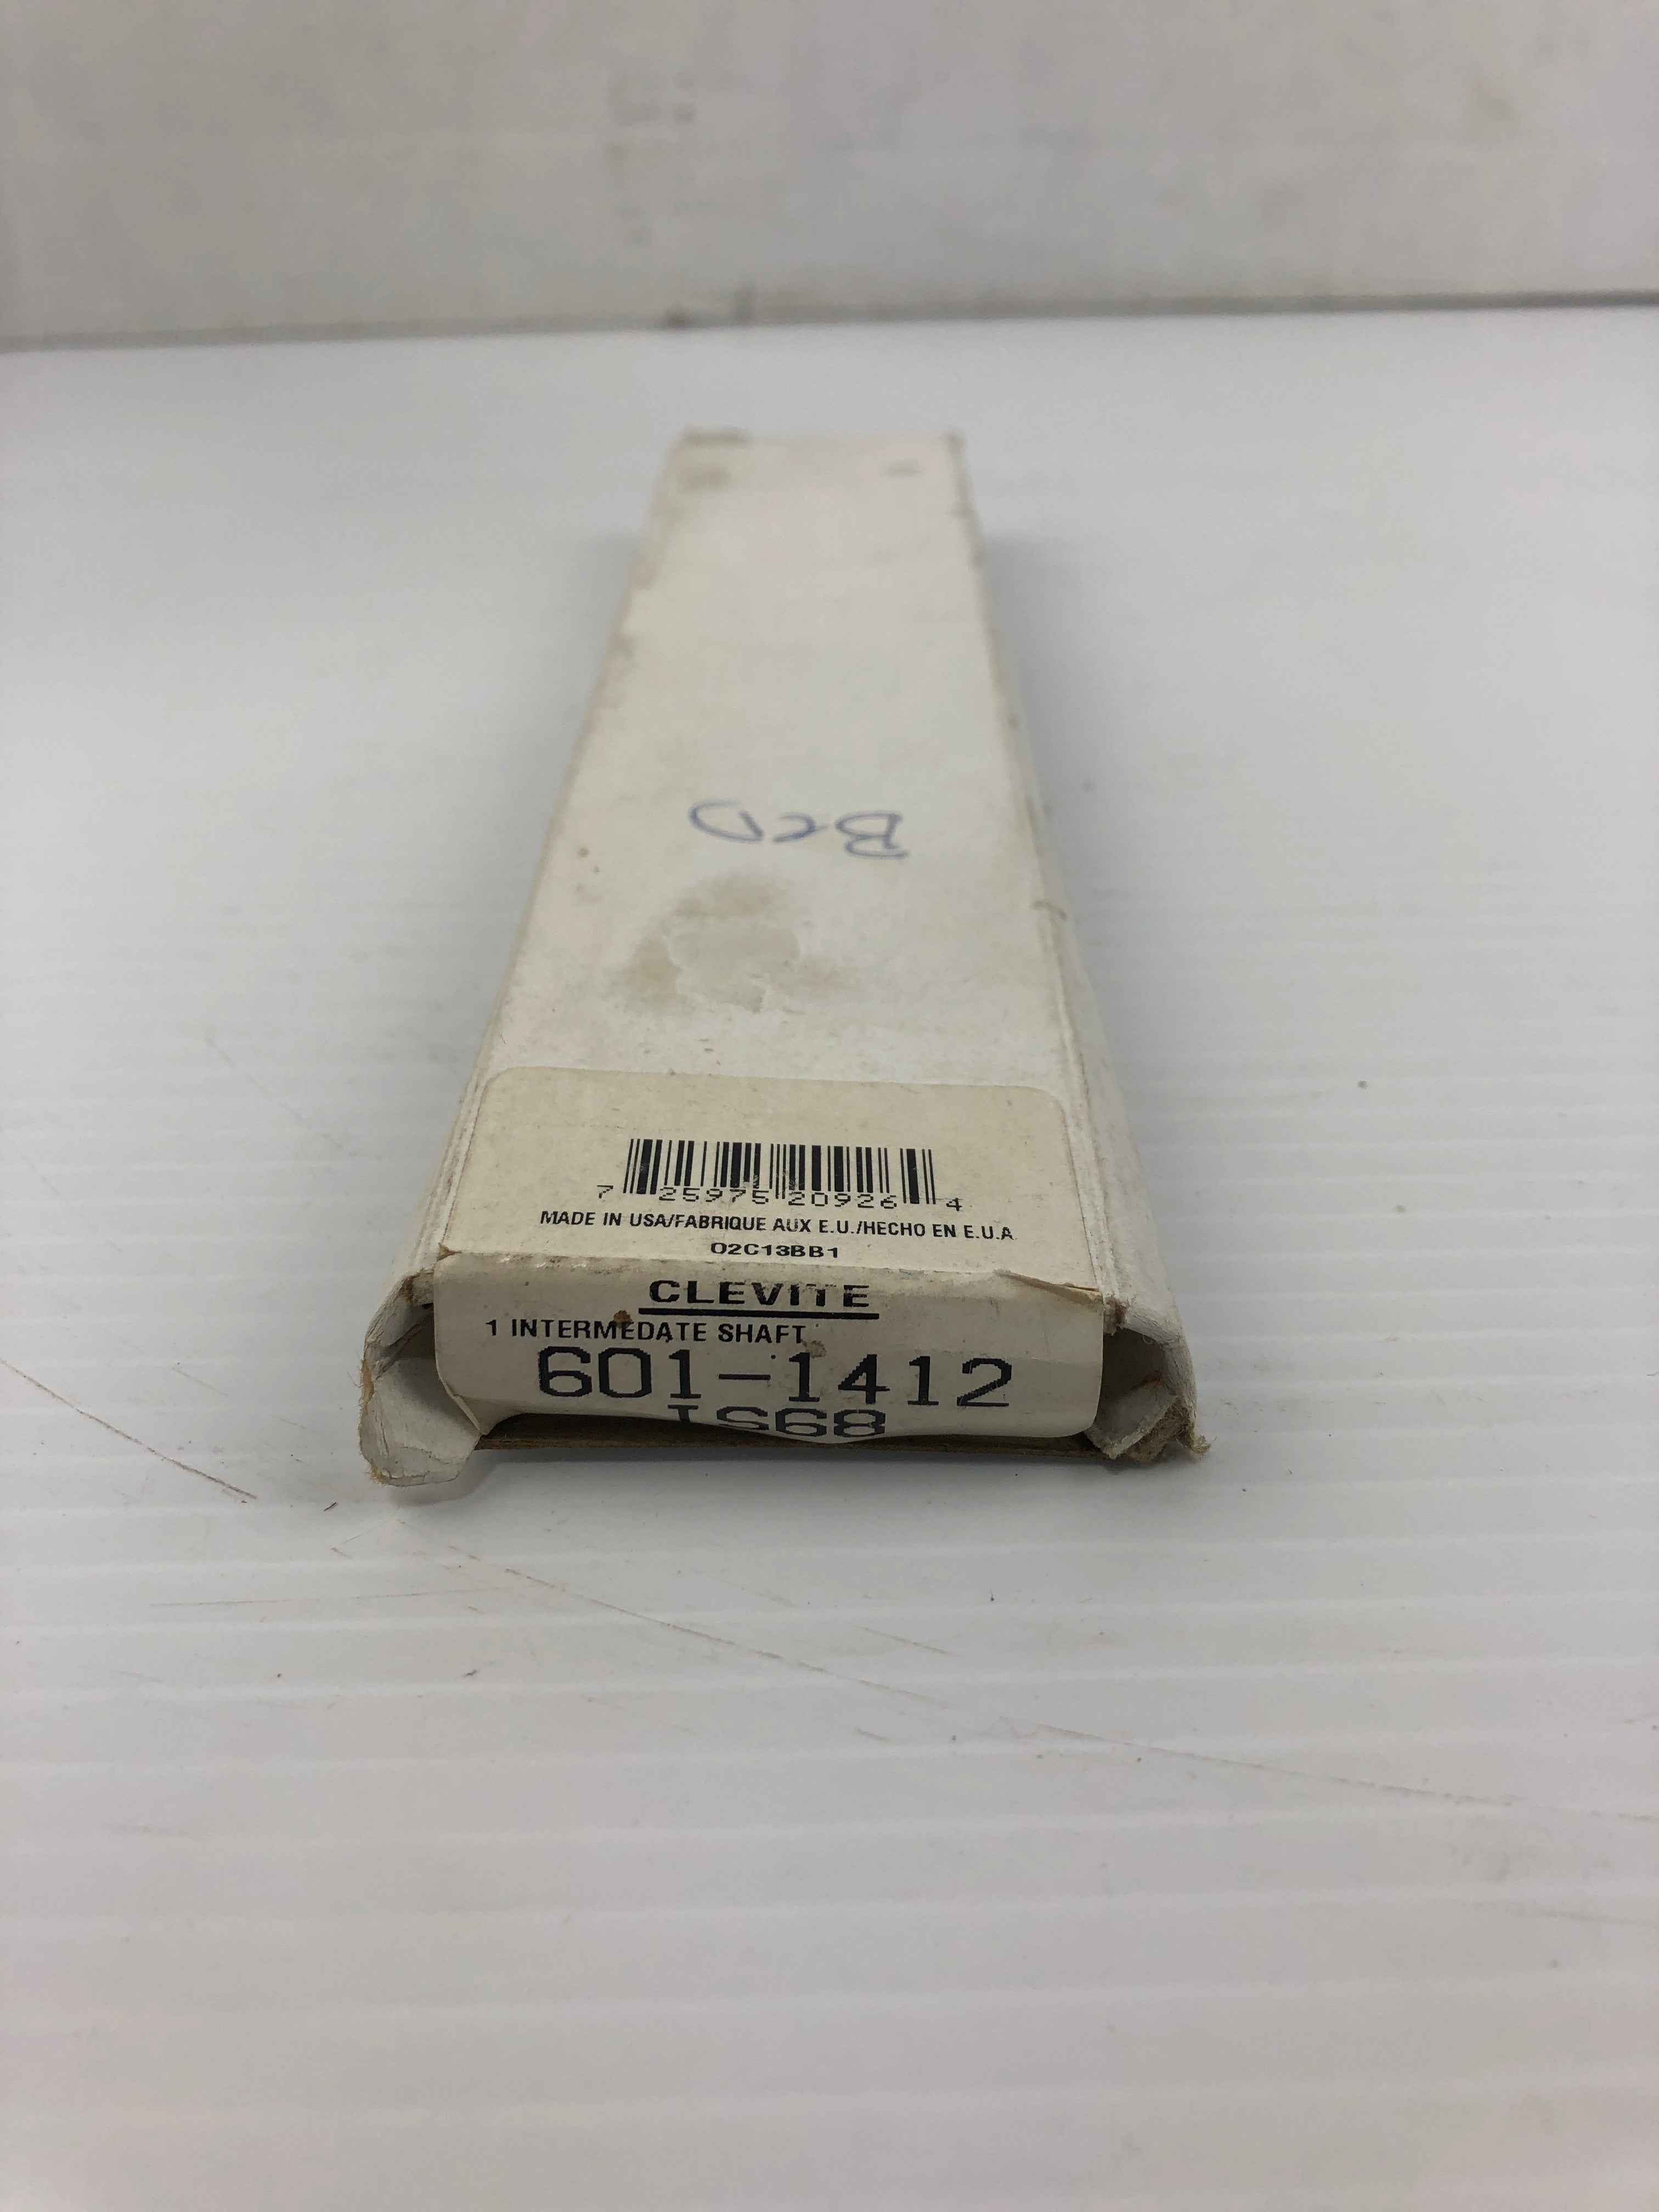 BCD
7 25975 20926 4
MADE IN USA/FABRIQUE AUX E.U./HECHO EN E.U.A
02C13BB1
CLEVITE
1 INTERMEDATE SHAFT
601-1412
IS68